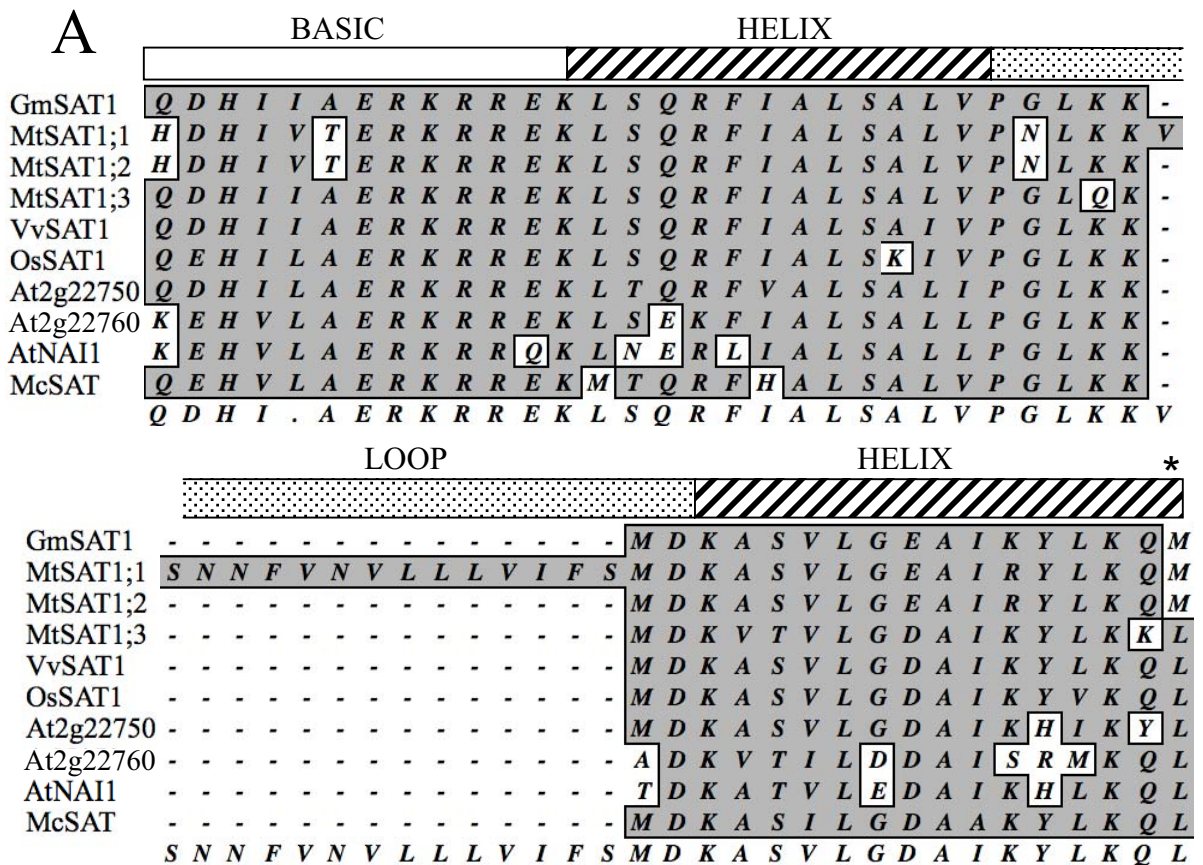 A
BASIC HELIX
GmSAT1 Q D H I I A E R K R R E K L S Q R F I A L S A L V P G L K K -
MtSAT1;1 H D H I V T E R K R R E K L S Q R F I A L S A L V P N L K K V
MtSAT1;2 H D H I V T E R K R R E K L S Q R F I A L S A L V P N L K K -
MtSAT1;3 Q D H I I A E R K R R E K L S Q R F I A L S A L V P G L Q K -
VvSAT1 Q D H I I A E R K R R E K L S Q R F I A L S A I V P G L K K -
OsSAT1 Q E H I L A E R K R R E K L S Q R F I A L S K I V P G L K K -
At2g22750 Q D H I L A E R K R R E K L T Q R F V A L S A L I P G L K K -
At2g22760 K E H V L A E R K R R E K L S E K F I A L S A L L P G L K K -
AtNAI1 K E H V L A E R K R R Q K L N E R L I A L S A L L P G L K K -
McSAT Q E H V L A E R K R R E K M T Q R F H A L S A L V P G L K K -
Q D H I . A E R K R R E K L S Q R F I A L S A L V P G L K K V
LOOP HELIX *
GmSAT1 - - - - - - - - - - - - - - M D K A S V L G E A I K Y L K Q M
MtSAT1;1 S N N F V N V L L L V I F S M D K A S V L G E A I R Y L K Q M
MtSAT1;2 - - - - - - - - - - - - - - M D K A S V L G E A I R Y L K Q M
MtSAT1;3 - - - - - - - - - - - - - - M D K V T V L G D A I K Y L K K L
VvSAT1 - - - - - - - - - - - - - - M D K A S V L G D A I K Y L K Q L
OsSAT1 - - - - - - - - - - - - - - M D K A S V L G D A I K Y V K Q L
At2g22750 - - - - - - - - - - - - - - M D K A S V L G D A I K H I K Y L
At2g22760 - - - - - - - - - - - - - - A D K V T I L D D A I S R M K Q L
AtNAI1 - - - - - - - - - - - - - - T D K A T V L E D A I K H L K Q L
McSAT - - - - - - - - - - - - - - M D K A S I L G D A A K Y L K Q L
S N N F V N V L L L V I F S M D K A S V L G D A I K Y L K Q L